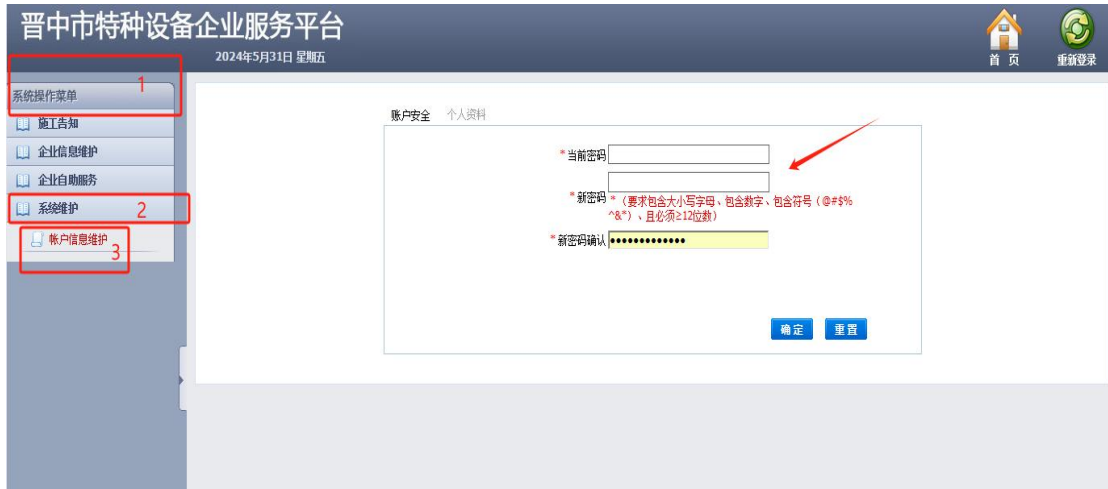 晋中市特种设备企业服务平台
2024年5月31日 星期五
首 页
重新登录
1
系统操作菜单
施工告知
企业信息维护
企业自助服务
系统维护
2
帐户信息维护
3
账户安全 个人资料
*当前密码
*新密码 *（要求包含大小写字母、包含数字、包含符号（@#$%
^&*）、且必须≥12位数）
*新密码确认 •••••••••••••
确定 重置